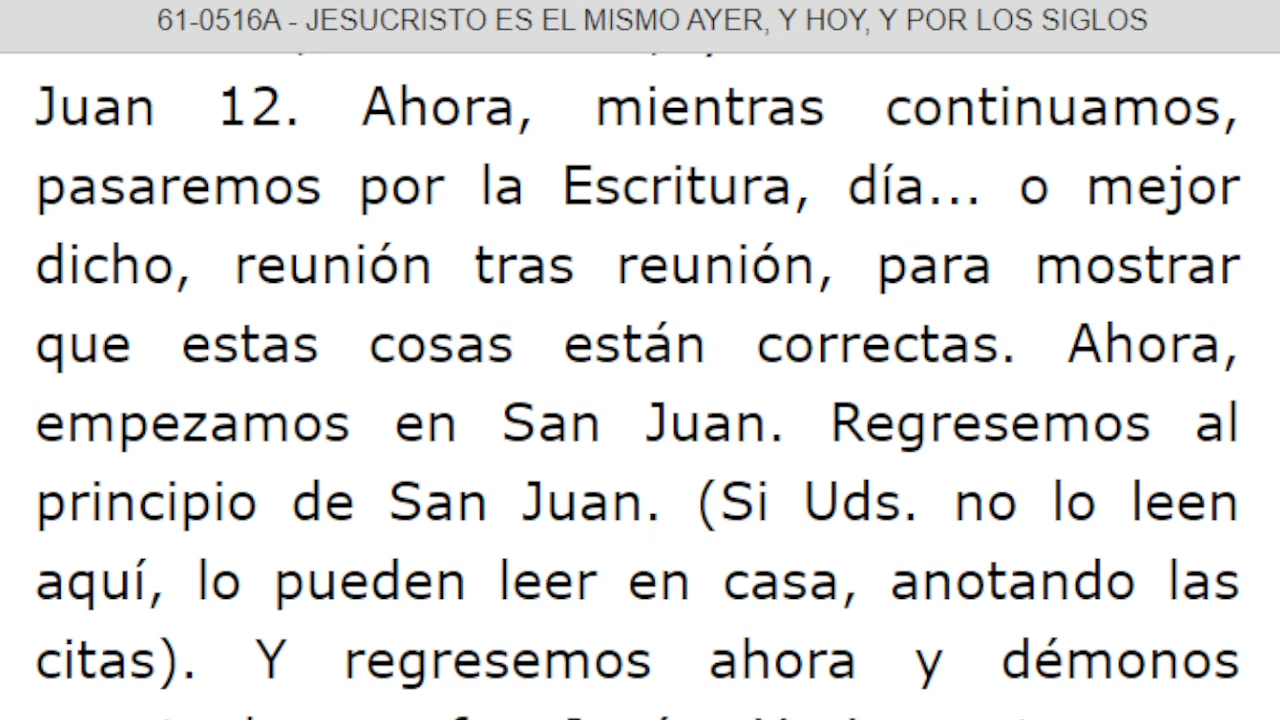 61-0516A - JESUCRISTO ES EL MISMO AYER, Y HOY, Y POR LOS SIGLOS
Juan 12. Ahora, mientras continuamos,
pasaremos por la Escritura, día... o mejor
dicho, reunión tras reunión, para mostrar
que estas cosas están correctas. Ahora,
empezamos en San Juan. Regresemos al
principio de San Juan. (Si Uds. no lo leen
aquí, lo pueden leer en casa, anotando las
citas). Y regresemos ahora y démonos